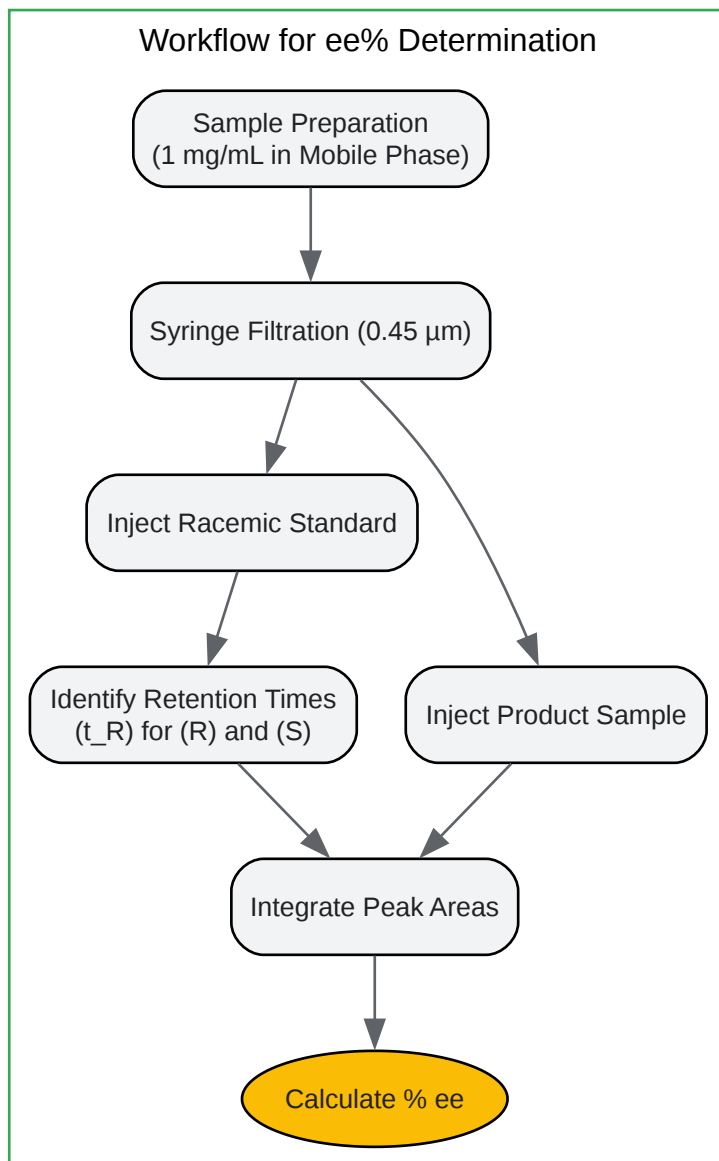 Workflow for ee% Determination
Sample Preparation
(1 mg/mL in Mobile Phase)
Syringe Filtration (0.45 µm)
Inject Racemic Standard
Identify Retention Times
(t_R) for (R) and (S)
Inject Product Sample
Integrate Peak Areas
Calculate % ee